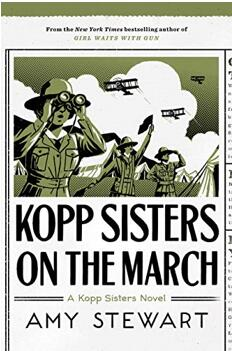 From the New York Times bestselling author of
GIRL WAITS WITH GUN
KOPP SISTERS
ON THE MARCH
A Kopp Sisters Novel
AMY STEWART